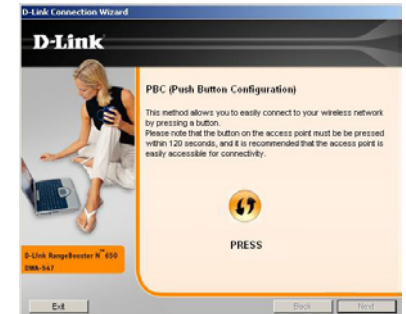 D-Link Connection Wizard
D-Link
PBC (Push Button Configuration)
This method allows you to easily connect to your wireless network
by pressing a button.
Please note that the button on the access point must be be pressed
within 120 seconds, and it is recommended that the access point is
easily accessible for connectivity.
PRESS
D-Link RangeBooster N™ 650
DWA-547
Exit
Back
Next